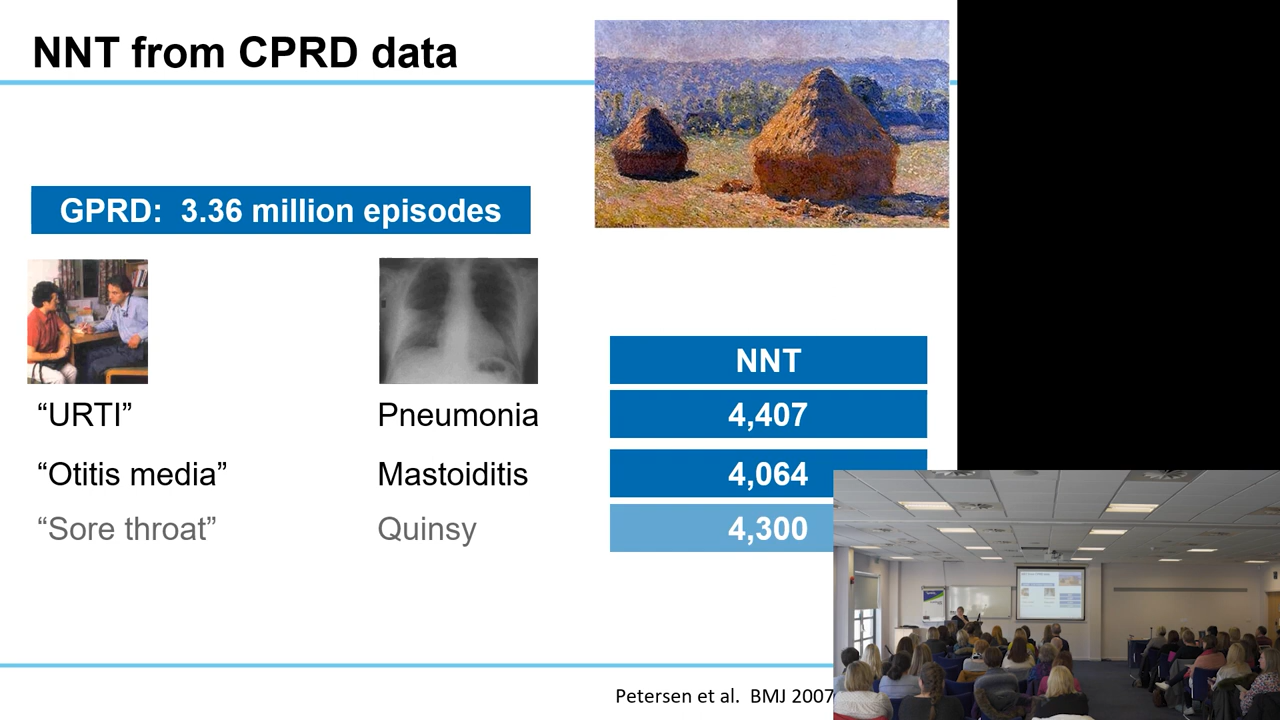 NNT from CPRD data
GPRD: 3.36 million episodes
NNT
“URTI” Pneumonia 4,407
“Otitis media” Mastoiditis 4,064
“Sore throat” Quinsy 4,300
Petersen et al. BMJ 2007